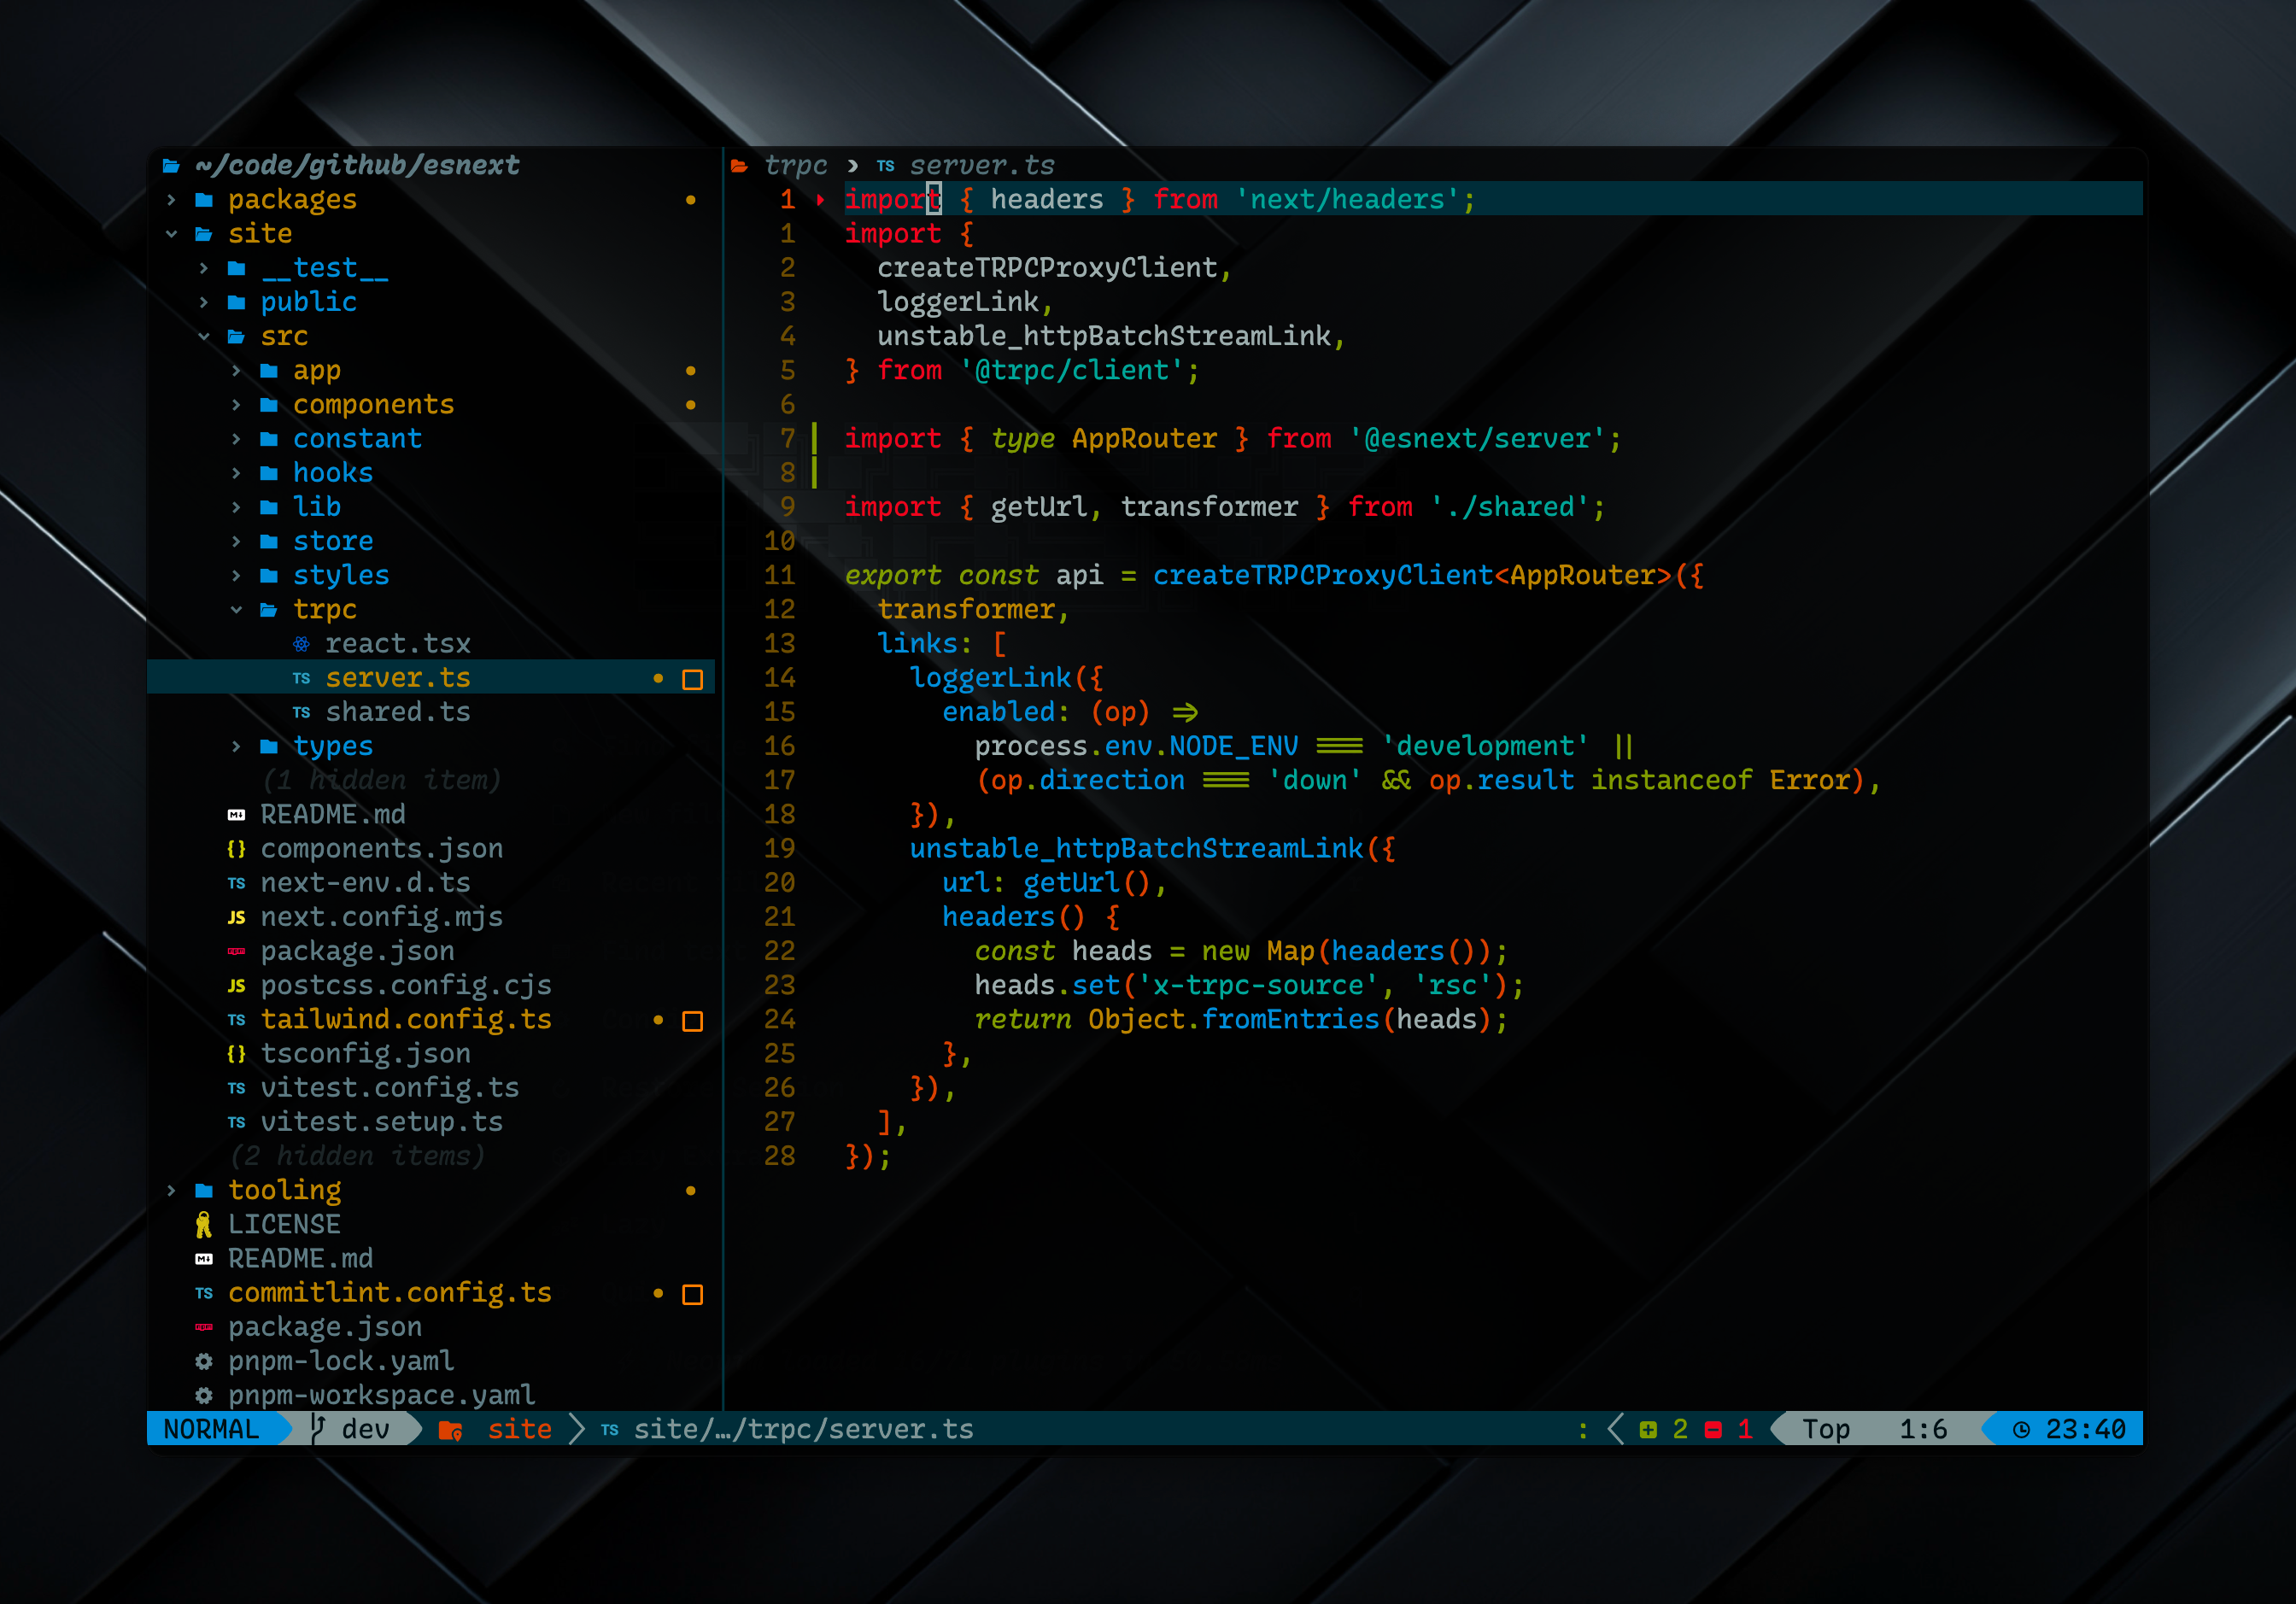 ~/code/github/esnext
packages
site
__test__
public
src
app
components
constant
hooks
lib
store
styles
trpc
react.tsx
TS server.ts
TS shared.ts
types
(1 hidden item)
README.md
{} components.json
TS next-env.d.ts
JS next.config.mjs
package.json
JS postcss.config.cjs
TS tailwind.config.ts
{} tsconfig.json
TS vitest.config.ts
TS vitest.setup.ts
(2 hidden items)
tooling
LICENSE
README.md
TS commitlint.config.ts
package.json
pnpm-lock.yaml
pnpm-workspace.yaml
trpc › TS server.ts
1 import { headers } from 'next/headers';
1 import {
2 createTRPCProxyClient,
3 loggerLink,
4 unstable_httpBatchStreamLink,
5 } from '@trpc/client';
6
7 import { type AppRouter } from '@esnext/server';
8
9 import { getUrl, transformer } from './shared';
10
11 export const api = createTRPCProxyClient<AppRouter>({
12 transformer,
13 links: [
14 loggerLink({
15 enabled: (op) =>
16 process.env.NODE_ENV === 'development' ||
17 (op.direction === 'down' && op.result instanceof Error),
18 }),
19 unstable_httpBatchStreamLink({
20 url: getUrl(),
21 headers() {
22 const heads = new Map(headers());
23 heads.set('x-trpc-source', 'rsc');
24 return Object.fromEntries(heads);
25 },
26 }),
27 ],
28 });
NORMAL dev site TS site/…/trpc/server.ts : 2 1 Top 1:6 23:40